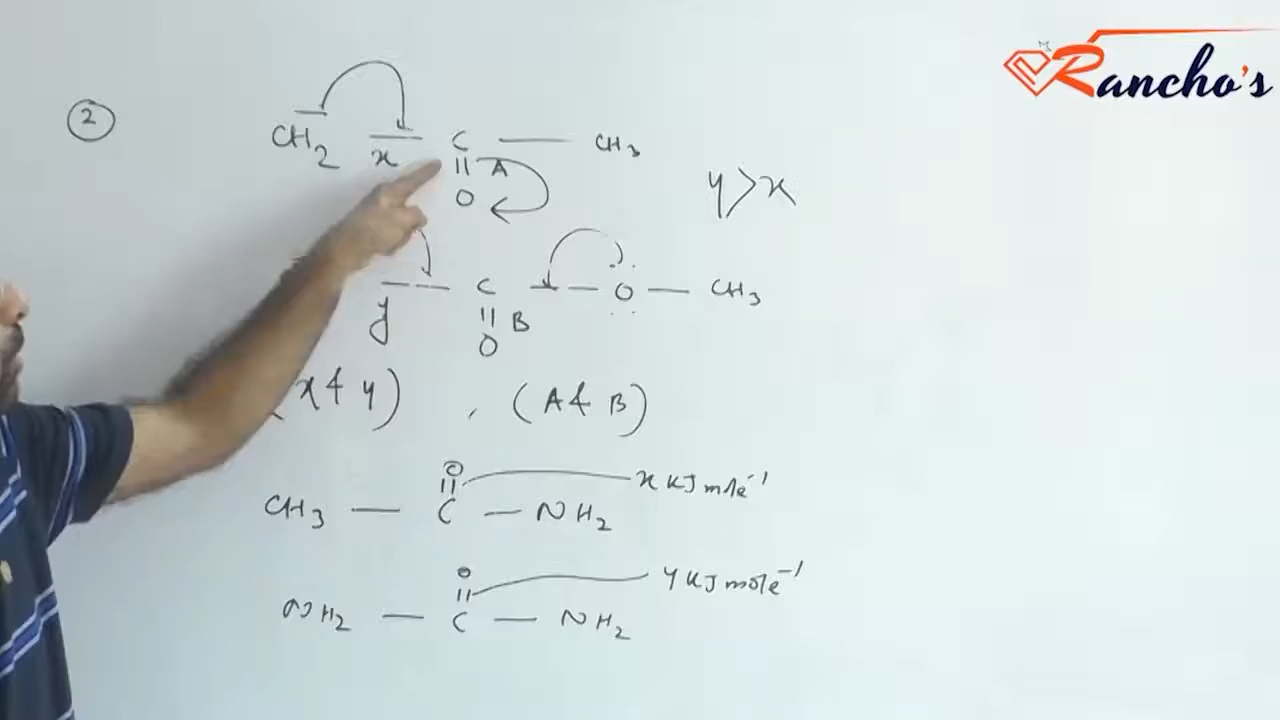 Rancho's
2
CH2 — C — CH3
x
A
O
y > x
— C — O — CH3
y
B
O
x & y) , (A & B)
O
x kJ mole-1
CH3 — C — NH2
O
y kJ mole-1
NH2 — C — NH2